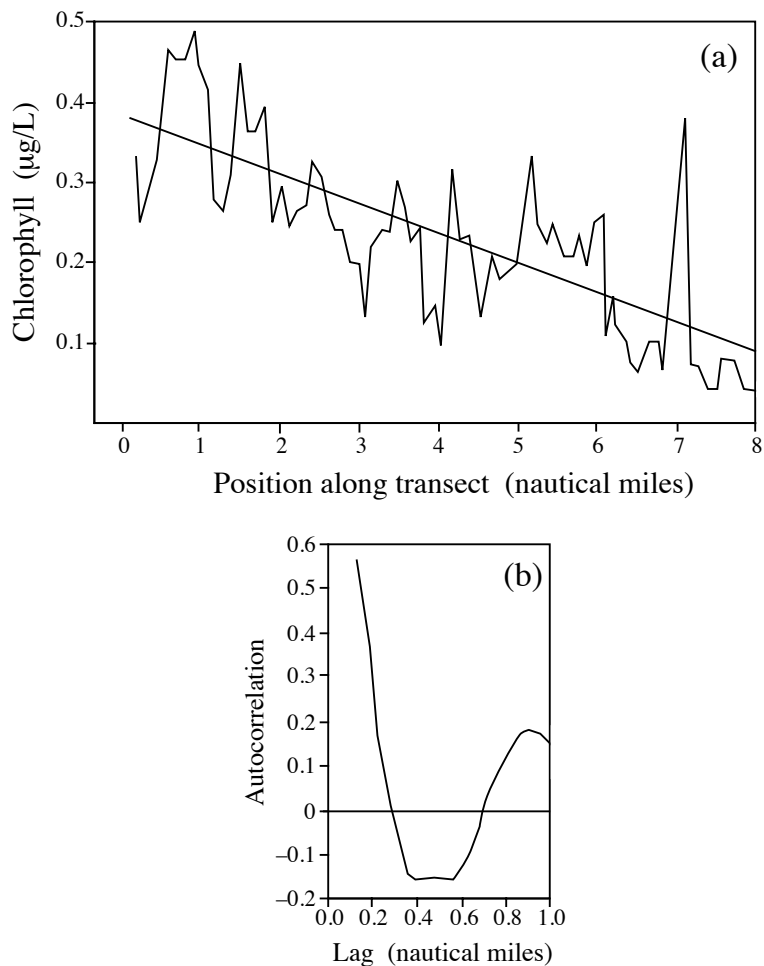 (a)
Chlorophyll (µg/L)
0.5
0.4
0.3
0.2
0.1
0 1 2 3 4 5 6 7 8
Position along transect (nautical miles)
(b)
Autocorrelation
0.6
0.5
0.4
0.3
0.2
0.1
0
–0.1
–0.2
0.0 0.2 0.4 0.6 0.8 1.0
Lag (nautical miles)